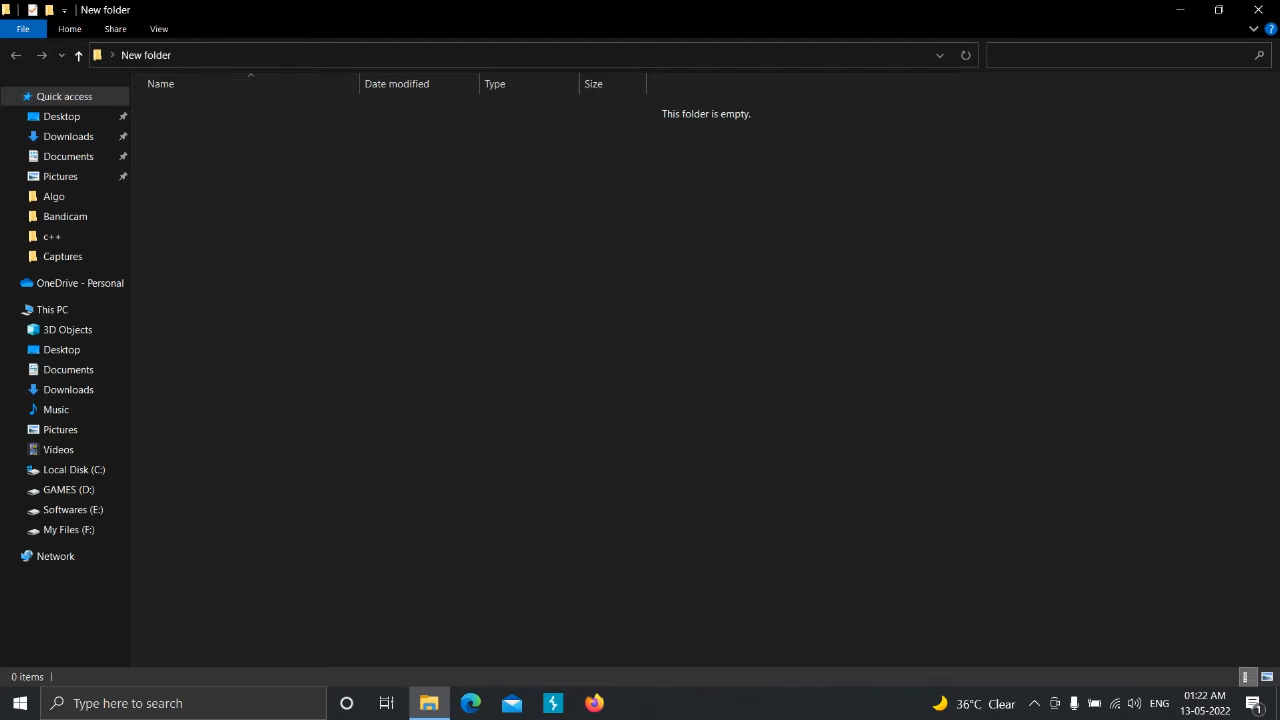 New folder
File Home Share View
New folder
Name Date modified Type Size
This folder is empty.
Quick access
Desktop
Downloads
Documents
Pictures
Algo
Bandicam
c++
Captures
OneDrive - Personal
This PC
3D Objects
Desktop
Documents
Downloads
Music
Pictures
Videos
Local Disk (C:)
GAMES (D:)
Softwares (E:)
My Files (F:)
Network
0 items
Type here to search
36°C Clear
ENG
01:22 AM
13-05-2022
1